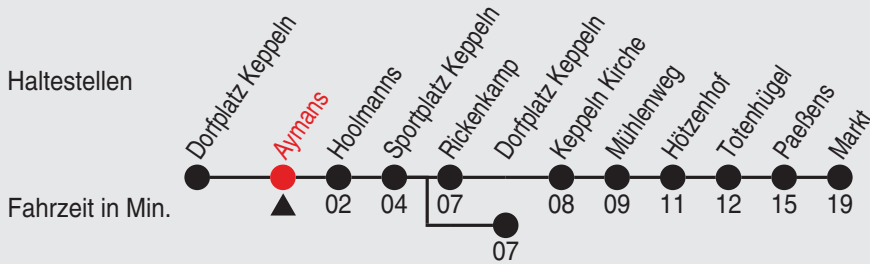 Haltestellen
Dorfplatz Keppeln
Aymans
Hoolmanns
Sportplatz Keppeln
Rickenkamp
Dorfplatz Keppeln
Keppeln Kirche
Mühlenweg
Hötzenhof
Totenhügel
Paeßens
Markt
Fahrzeit in Min.
02 04 07 08 09 11 12 15 19
07